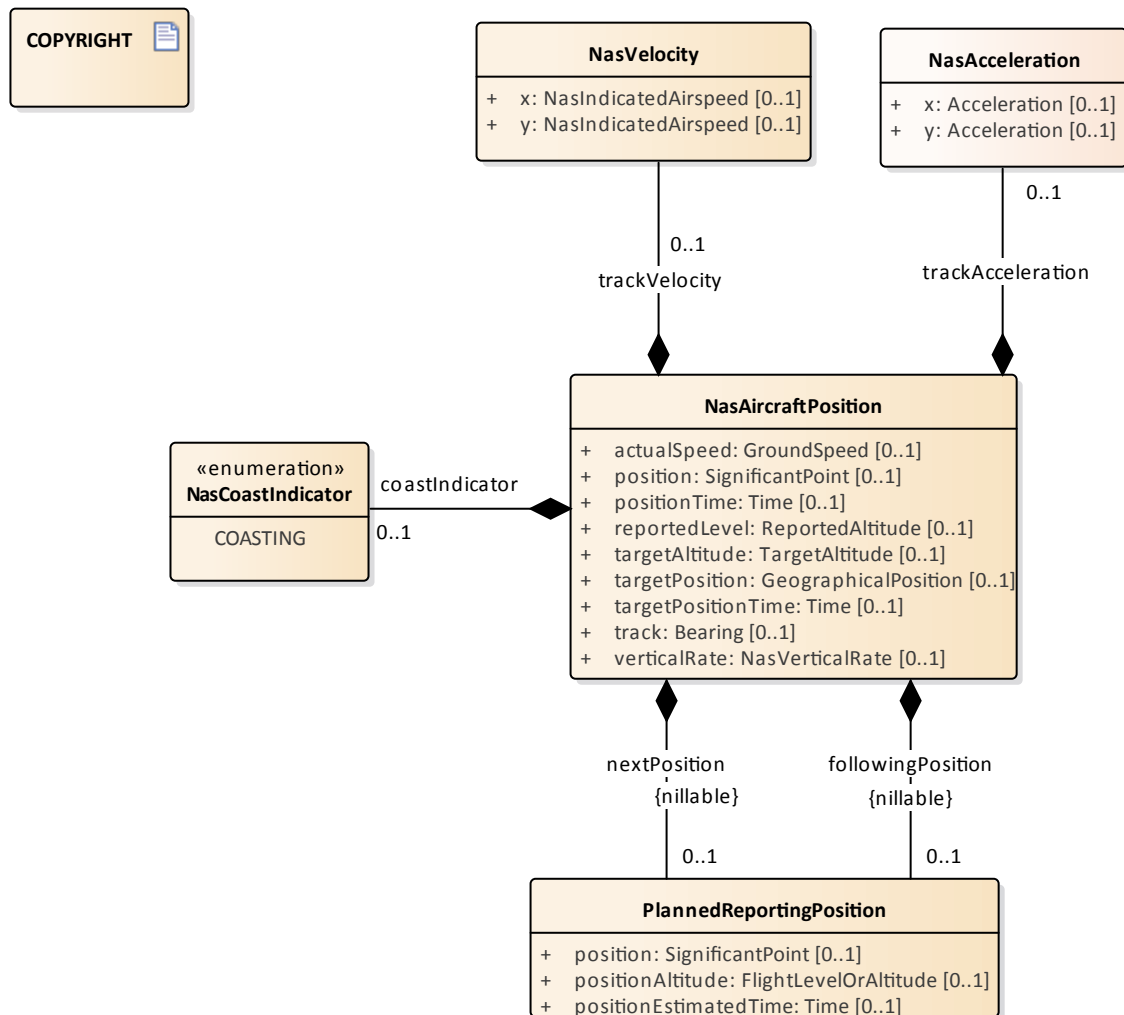 COPYRIGHT
NasVelocity
+ x: NasIndicatedAirspeed [0..1]
+ y: NasIndicatedAirspeed [0..1]
NasAcceleration
+ x: Acceleration [0..1]
+ y: Acceleration [0..1]
0..1
trackVelocity
0..1
trackAcceleration
«enumeration»
NasCoastIndicator
COASTING
coastIndicator
0..1
NasAircraftPosition
+ actualSpeed: GroundSpeed [0..1]
+ position: SignificantPoint [0..1]
+ positionTime: Time [0..1]
+ reportedLevel: ReportedAltitude [0..1]
+ targetAltitude: TargetAltitude [0..1]
+ targetPosition: GeographicalPosition [0..1]
+ targetPositionTime: Time [0..1]
+ track: Bearing [0..1]
+ verticalRate: NasVerticalRate [0..1]
nextPosition
{nillable}
0..1
followingPosition
{nillable}
0..1
PlannedReportingPosition
+ position: SignificantPoint [0..1]
+ positionAltitude: FlightLevelOrAltitude [0..1]
+ positionEstimatedTime: Time [0..1]